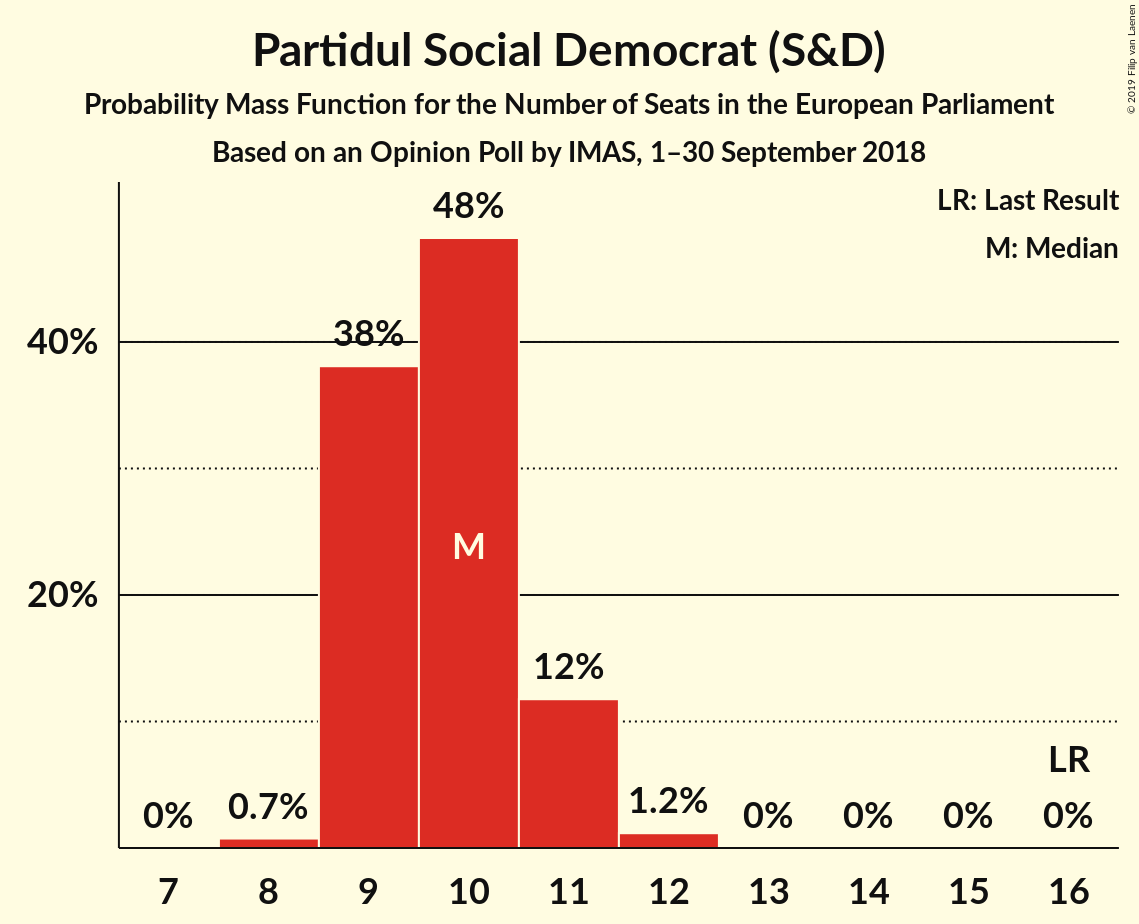 Partidul Social Democrat (S&D)
Probability Mass Function for the Number of Seats in the European Parliament
Based on an Opinion Poll by IMAS, 1–30 September 2018
© 2019 Filip van Laenen
LR: Last Result
M: Median
48%
38%
40%
M
20%
12%
LR
0% 0.7% 1.2% 0% 0% 0% 0%
7 8 9 10 11 12 13 14 15 16